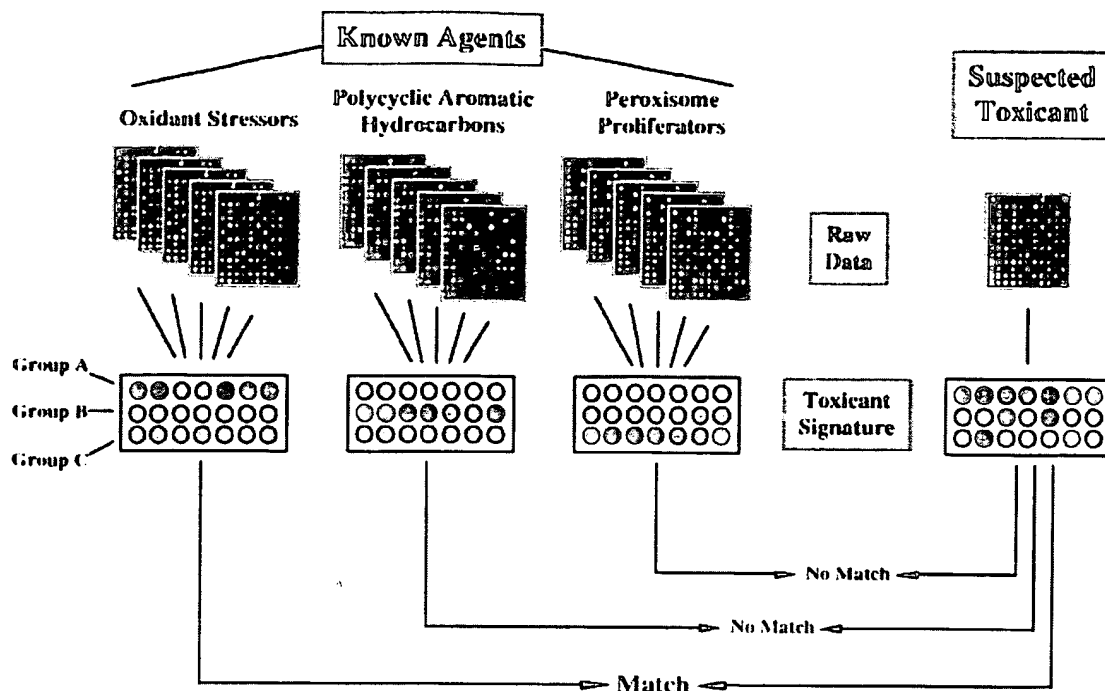 Known Agents
Suspected
Toxicant
Oxidant Stressors
Polycyclic Aromatic
Hydrocarbons
Peroxisome
Proliferators
Raw
Data
Group A
Group B
Group C
Toxicant
Signature
No Match
No Match
Match